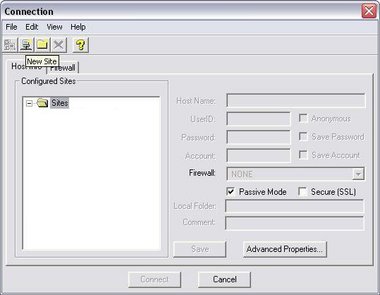 Connection
File Edit View Help
New Site
Host Info Firewall
Configured Sites
Sites
Host Name:
UserID
Anonymous
Password:
Save Password
Account:
Save Account
Firewall: NONE
Passive Mode
Secure (SSL)
Local Folder:
Comment:
Save
Advanced Properties...
Connect
Cancel